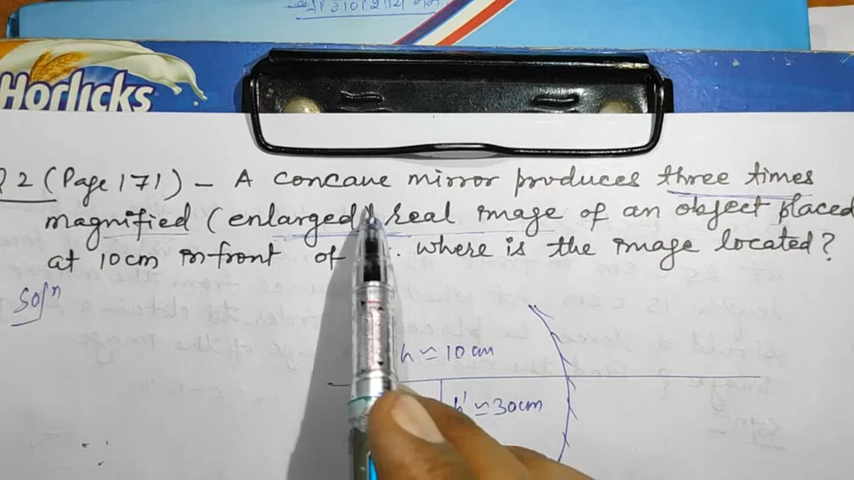 Horlicks
Q 2 (Page 171) - A concave mirror produces three times
magnified (enlarged) real image of an object placed
at 10cm infront of . where is the image located?
Solⁿ
h ≃ 10 cm
h' ≃ 30cm